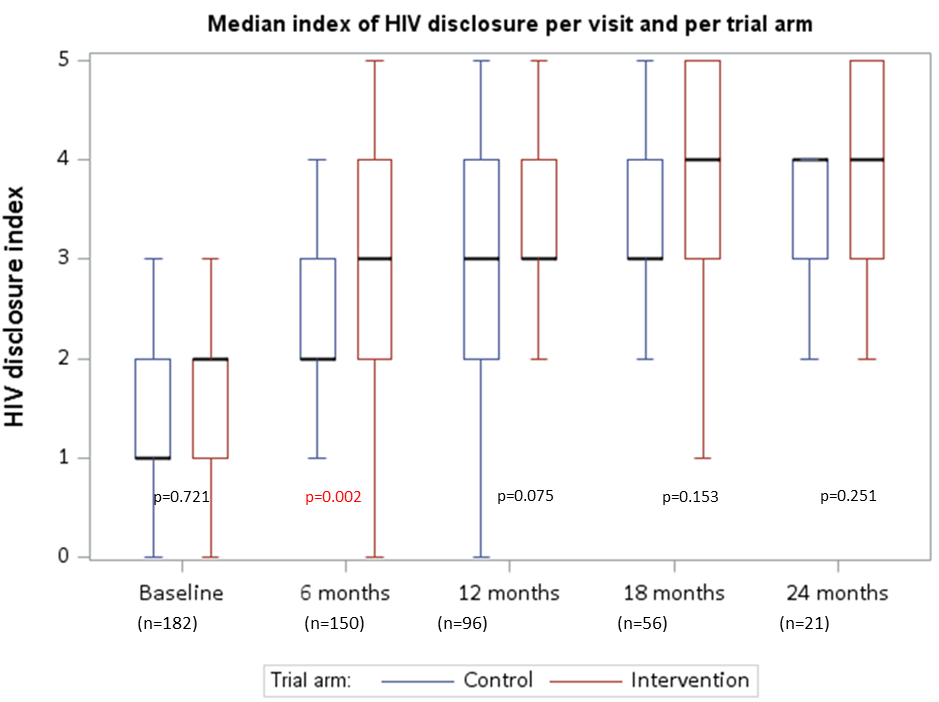 Median index of HIV disclosure per visit and per trial arm
HIV disclosure index
5
4
3
2
1
0
p=0.721 p=0.002 p=0.075 p=0.153 p=0.251
Baseline 6 months 12 months 18 months 24 months
(n=182) (n=150) (n=96) (n=56) (n=21)
Trial arm: Control Intervention